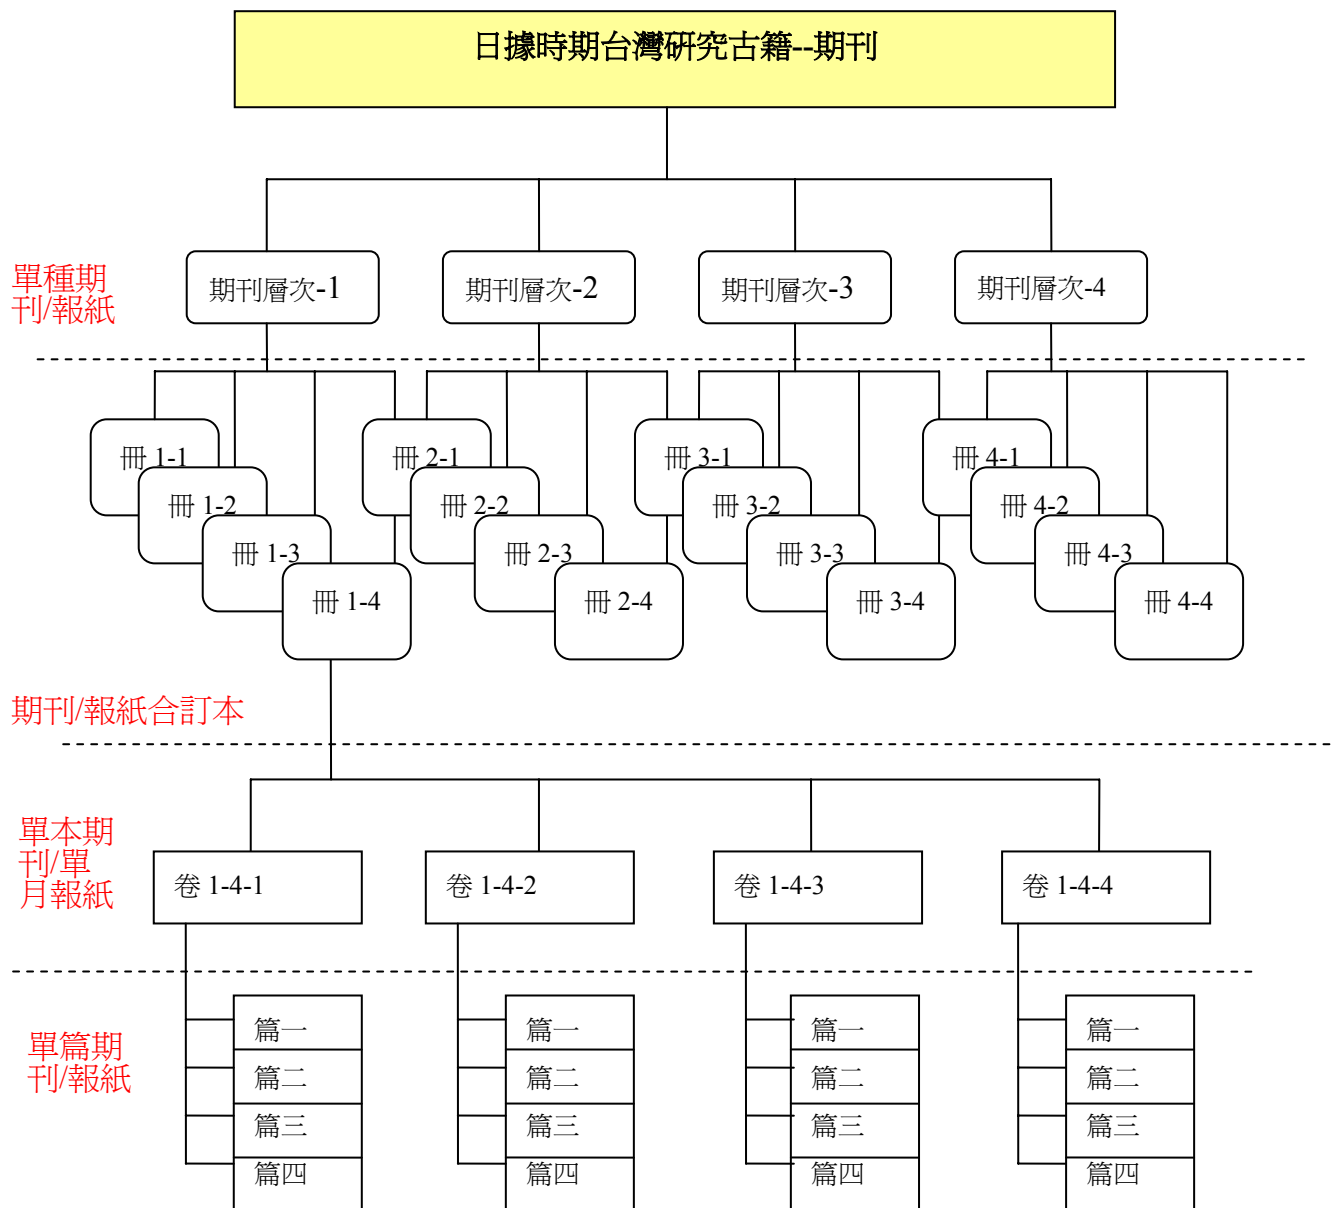 日據時期台灣研究古籍--期刊
單種期
刊/報紙
期刊層次-1
期刊層次-2
期刊層次-3
期刊層次-4
冊 1-1
冊 1-2
冊 1-3
冊 1-4
冊 2-1
冊 2-2
冊 2-3
冊 2-4
冊 3-1
冊 3-2
冊 3-3
冊 3-4
冊 4-1
冊 4-2
冊 4-3
冊 4-4
期刊/報紙合訂本
單本期
刊/單
月報紙
卷 1-4-1
卷 1-4-2
卷 1-4-3
卷 1-4-4
單篇期
刊/報紙
篇一
篇二
篇三
篇四
篇一
篇二
篇三
篇四
篇一
篇二
篇三
篇四
篇一
篇二
篇三
篇四